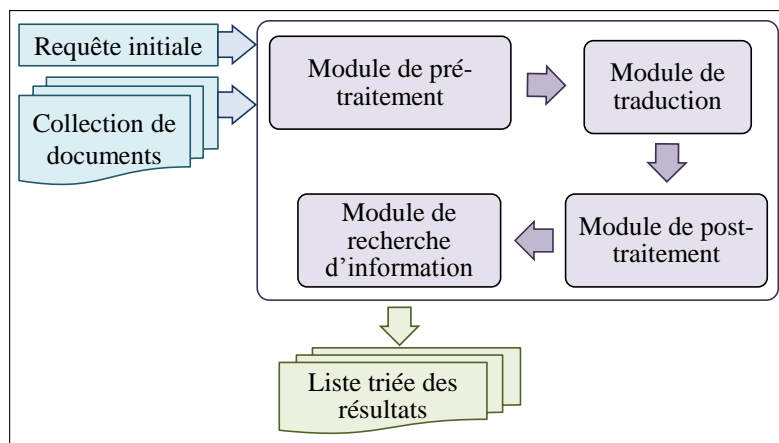 Requête initiale
Collection de
documents
Module de pré-
traitement
Module de
traduction
Module de post-
traitement
Module de
recherche
d’information
Liste triée des
résultats